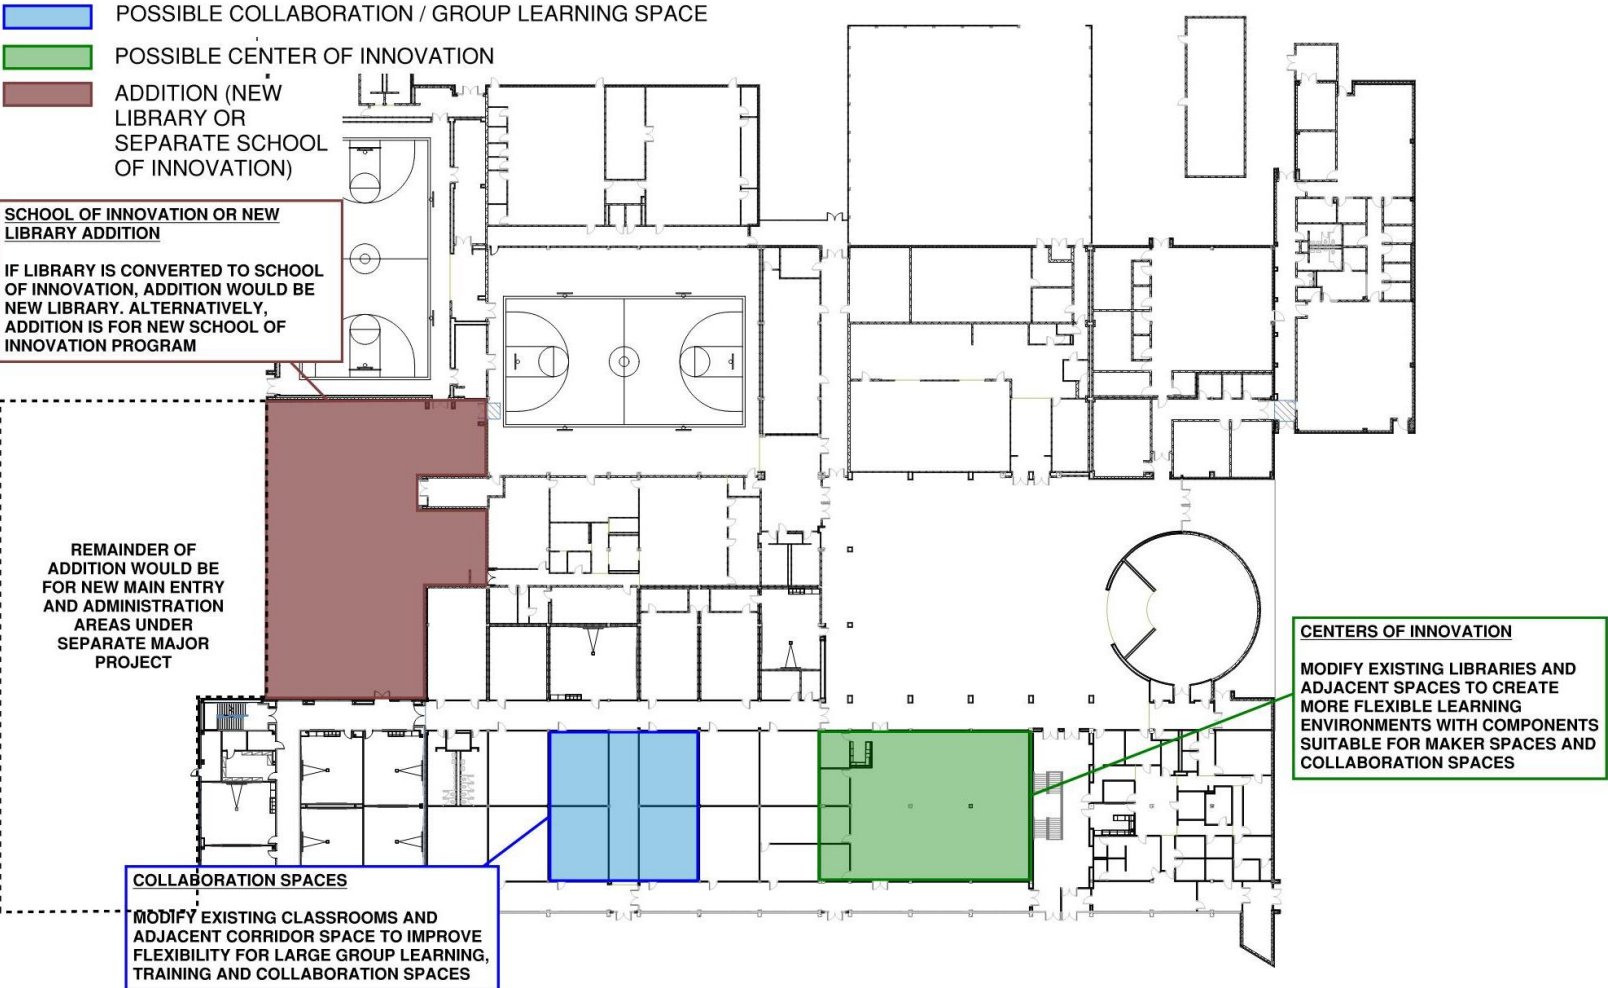 POSSIBLE COLLABORATION / GROUP LEARNING SPACE
POSSIBLE CENTER OF INNOVATION
ADDITION (NEW
LIBRARY OR
SEPARATE SCHOOL
OF INNOVATION)
SCHOOL OF INNOVATION OR NEW
LIBRARY ADDITION
IF LIBRARY IS CONVERTED TO SCHOOL
OF INNOVATION, ADDITION WOULD BE
NEW LIBRARY. ALTERNATIVELY,
ADDITION IS FOR NEW SCHOOL OF
INNOVATION PROGRAM
REMAINDER OF
ADDITION WOULD BE
FOR NEW MAIN ENTRY
AND ADMINISTRATION
AREAS UNDER
SEPARATE MAJOR
PROJECT
CENTERS OF INNOVATION
MODIFY EXISTING LIBRARIES AND
ADJACENT SPACES TO CREATE
MORE FLEXIBLE LEARNING
ENVIRONMENTS WITH COMPONENTS
SUITABLE FOR MAKER SPACES AND
COLLABORATION SPACES
COLLABORATION SPACES
MODIFY EXISTING CLASSROOMS AND
ADJACENT CORRIDOR SPACE TO IMPROVE
FLEXIBILITY FOR LARGE GROUP LEARNING,
TRAINING AND COLLABORATION SPACES